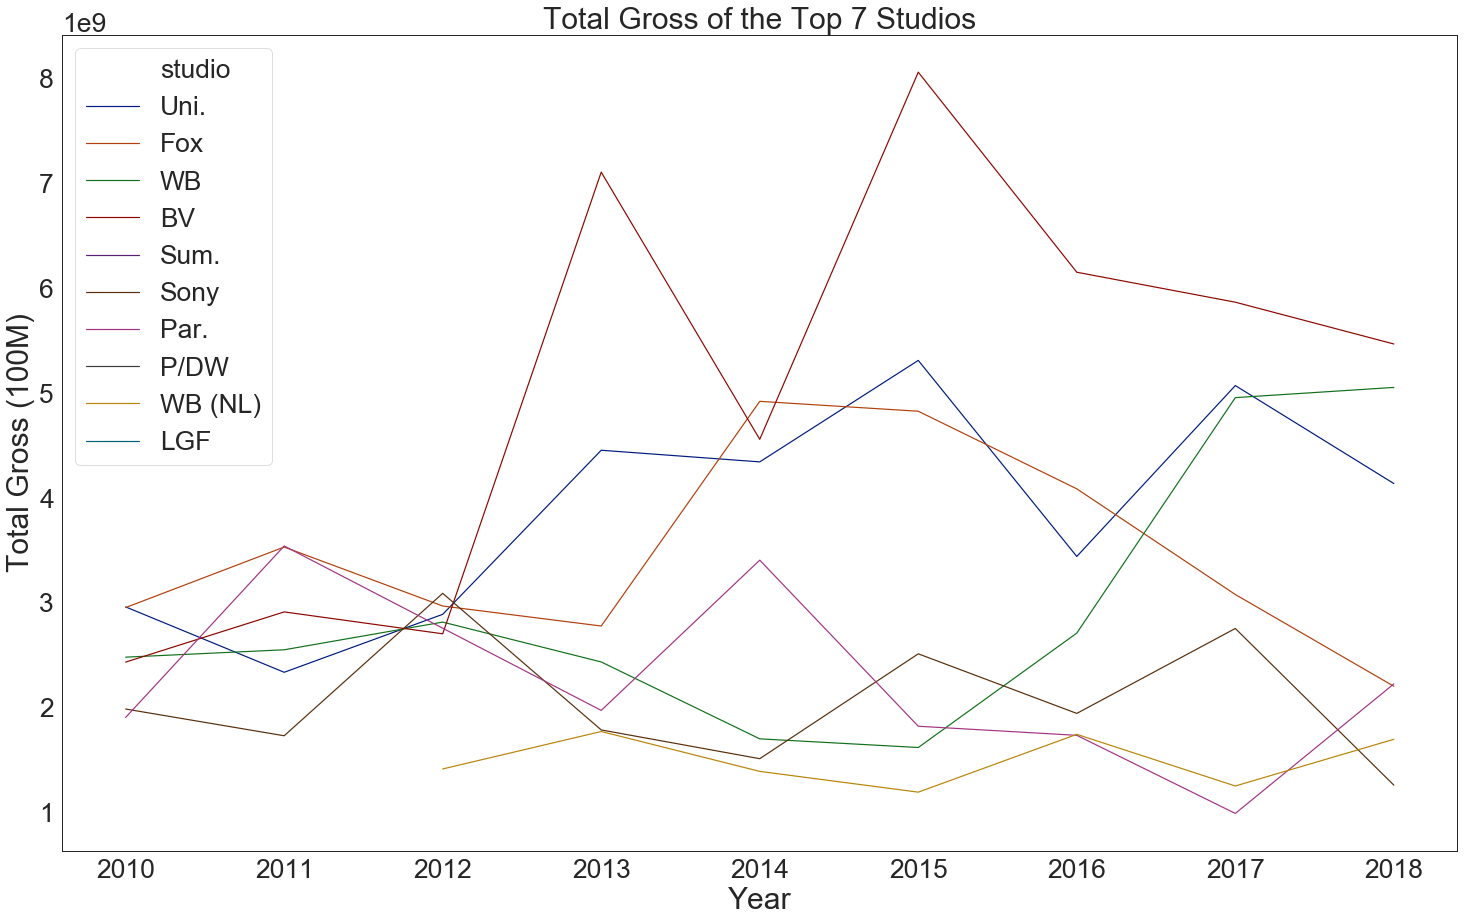 Total Gross of the Top 7 Studios
1e9
8
7
6
5
4
3
2
1
Total Gross (100M)
studio
Uni.
Fox
WB
BV
Sum.
Sony
Par.
P/DW
WB (NL)
LGF
2010 2011 2012 2013 2014 2015 2016 2017 2018
Year